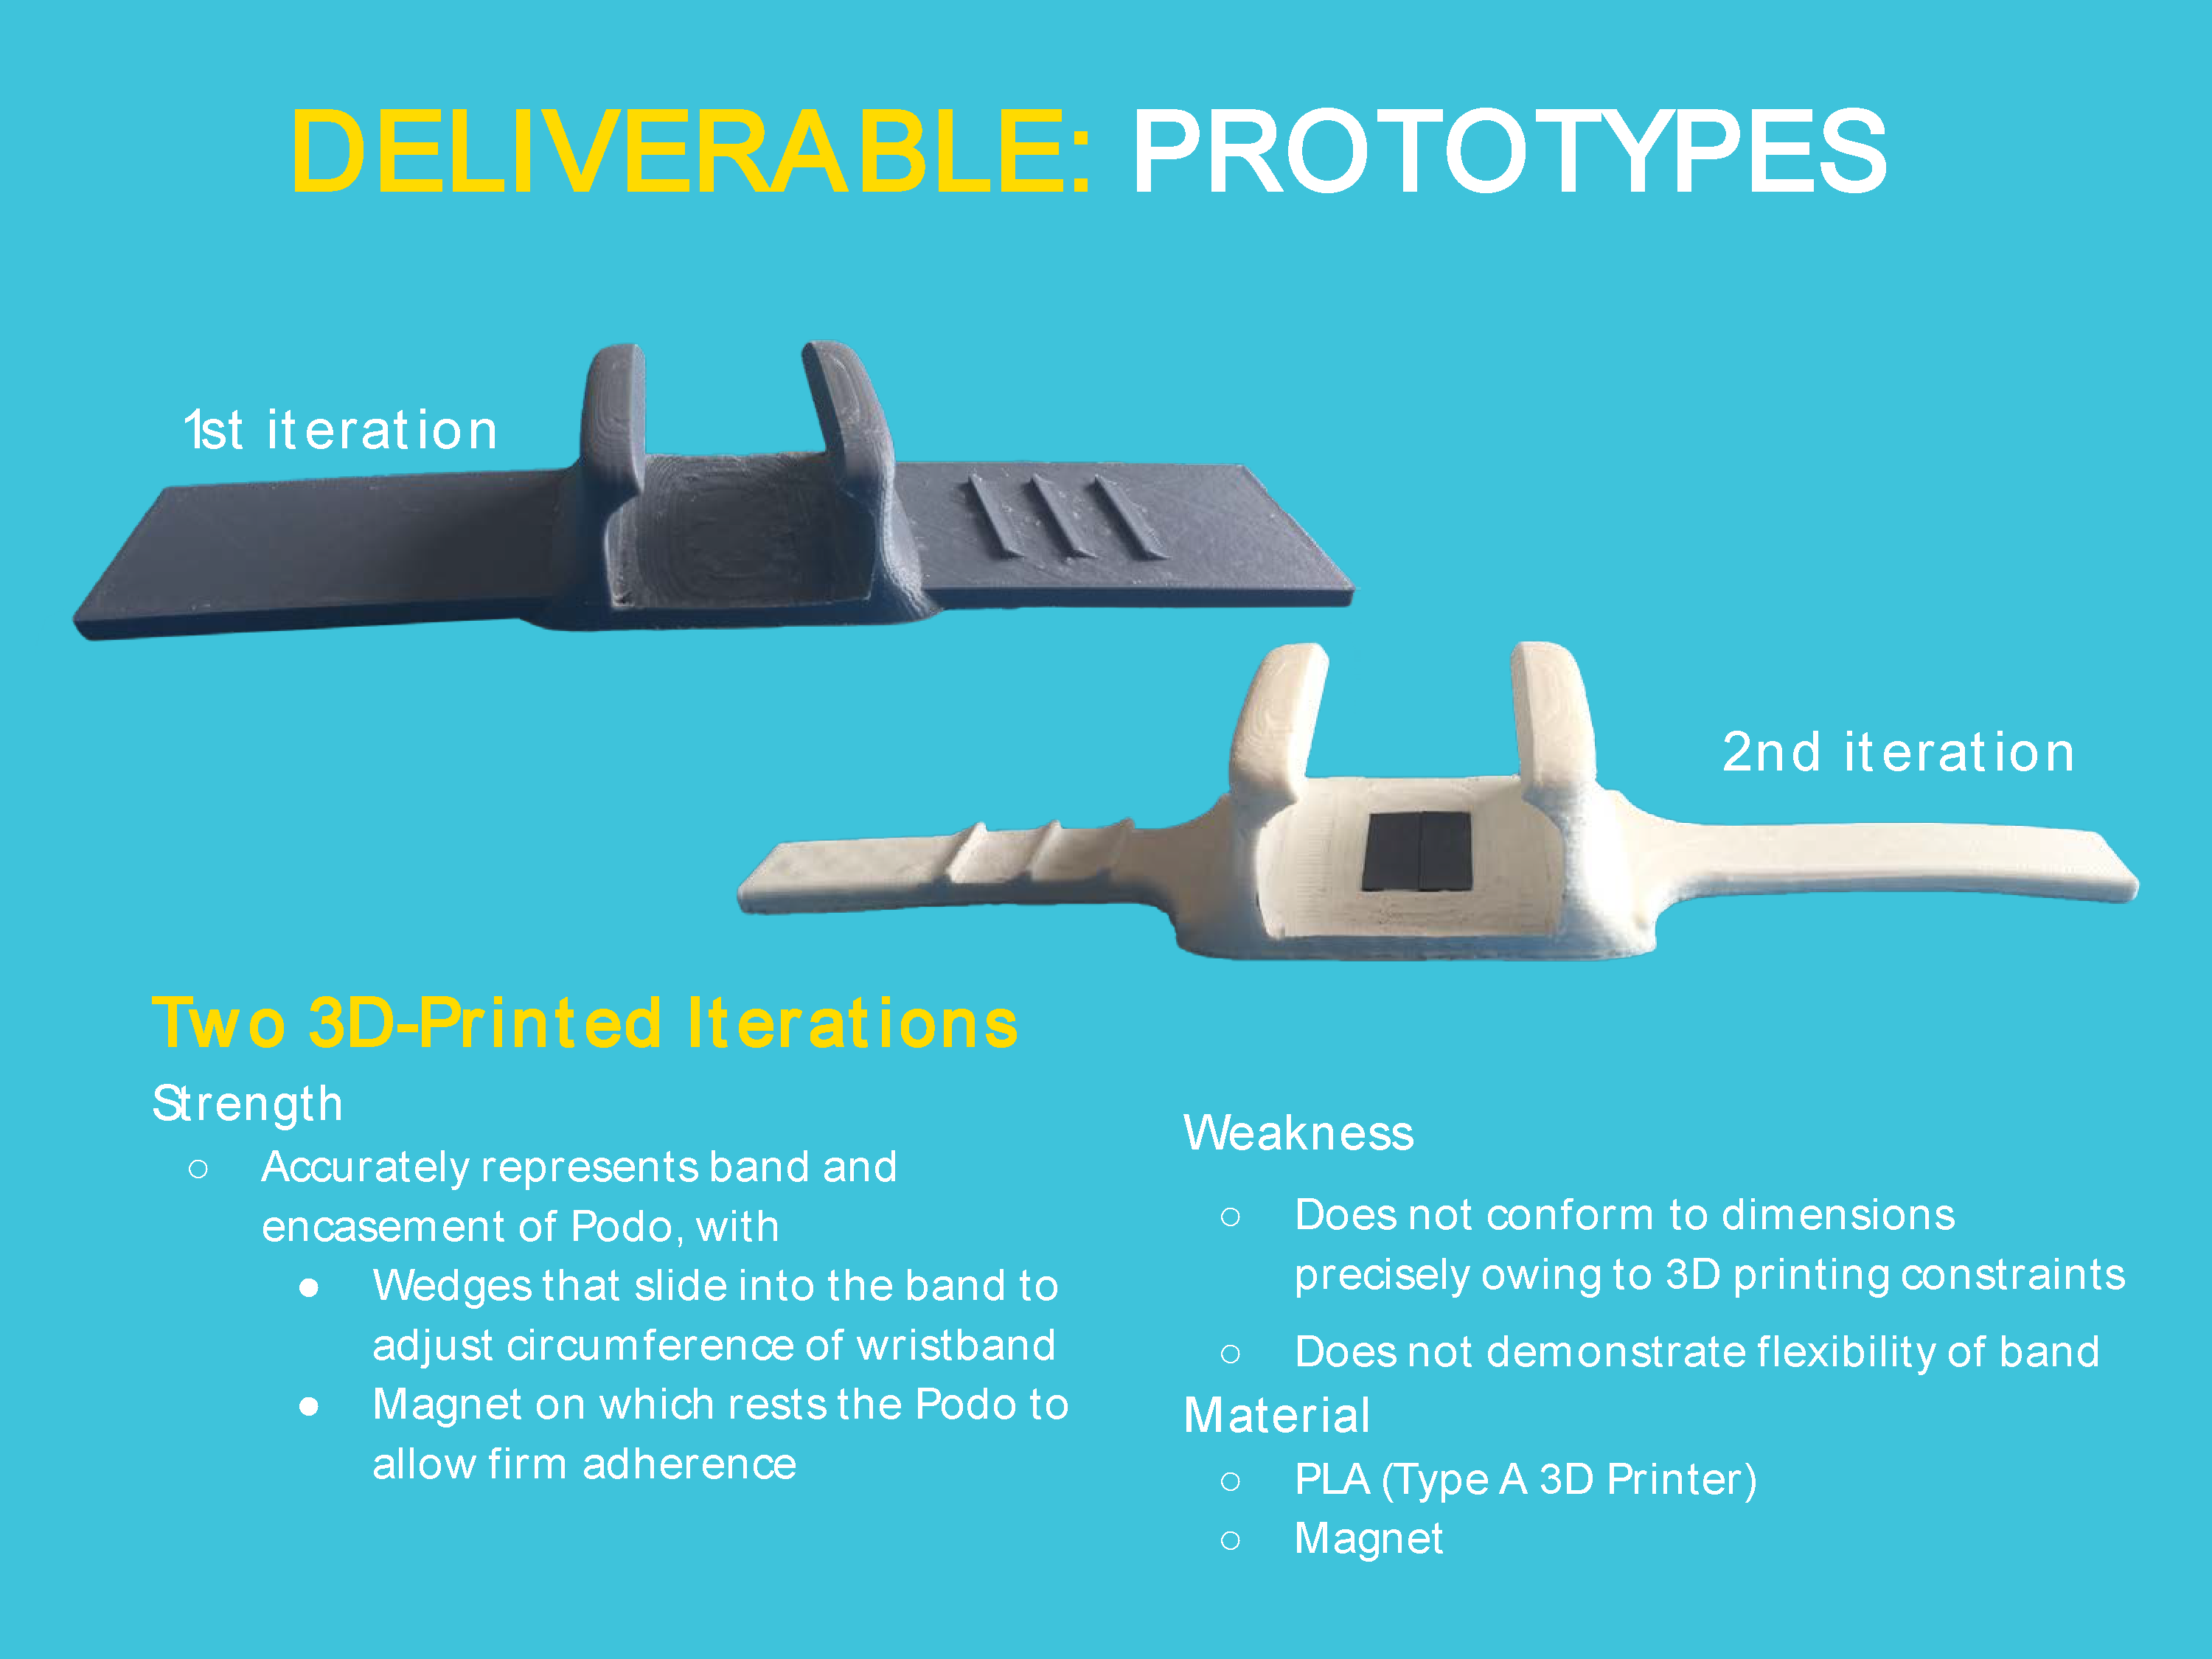 DELIVERABLE: PROTOTYPES
1st iteration
2nd iteration
Two 3D-Printed Iterations
Strength
○ Accurately represents band and
encasement of Podo, with
● Wedges that slide into the band to
adjust circumference of wristband
● Magnet on which rests the Podo to
allow firm adherence
Weakness
○ Does not conform to dimensions
precisely owing to 3D printing constraints
○ Does not demonstrate flexibility of band
Material
○ PLA (Type A 3D Printer)
○ Magnet